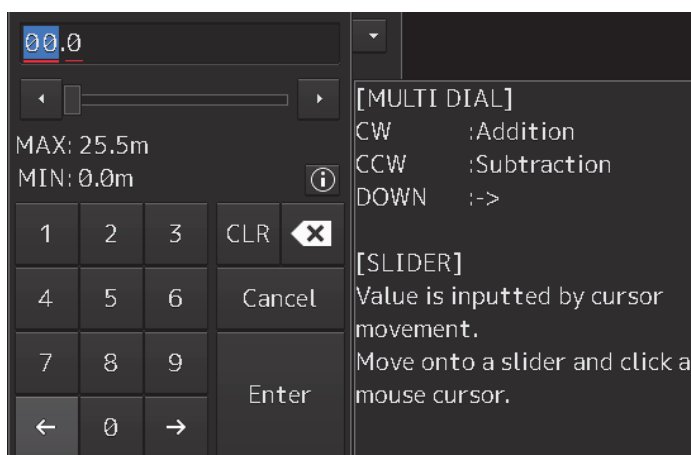 00.0
MAX: 25.5m
MIN: 0.0m
1 2 3 CLR
4 5 6 Cancel
7 8 9
Enter
← 0 →
[MULTI DIAL]
CW :Addition
CCW :Subtraction
DOWN :->
[SLIDER]
Value is inputted by cursor
movement.
Move onto a slider and click a
mouse cursor.